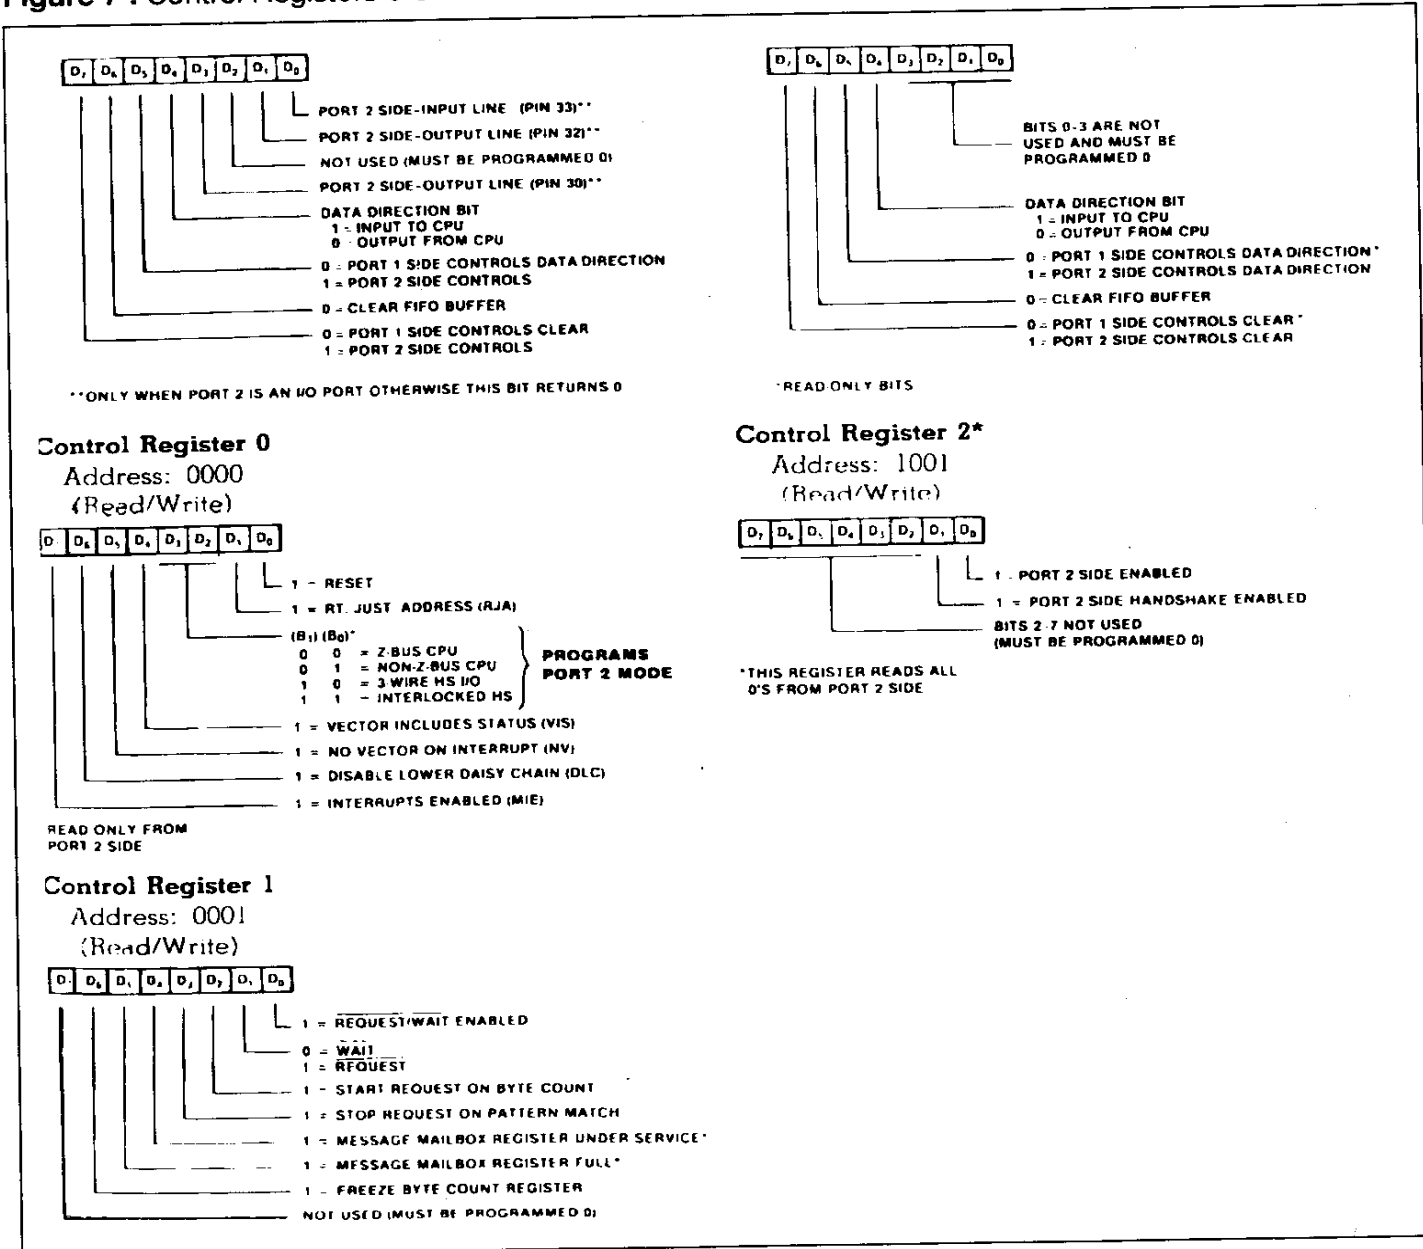 Figure 7 : Control Registers
D7 D6 D5 D4 D3 D2 D1 D0
PORT 2 SIDE-INPUT LINE (PIN 33)**
PORT 2 SIDE-OUTPUT LINE (PIN 32)**
NOT USED (MUST BE PROGRAMMED 0)
PORT 2 SIDE-OUTPUT LINE (PIN 30)**
DATA DIRECTION BIT
1 = INPUT TO CPU
0 = OUTPUT FROM CPU
0 = PORT 1 SIDE CONTROLS DATA DIRECTION
1 = PORT 2 SIDE CONTROLS
0 = CLEAR FIFO BUFFER
0 = PORT 1 SIDE CONTROLS CLEAR
1 = PORT 2 SIDE CONTROLS
**ONLY WHEN PORT 2 IS AN I/O PORT OTHERWISE THIS BIT RETURNS 0
D7 D6 D5 D4 D3 D2 D1 D0
BITS 0-3 ARE NOT
USED AND MUST BE
PROGRAMMED 0
DATA DIRECTION BIT
1 = INPUT TO CPU
0 = OUTPUT FROM CPU
0 = PORT 1 SIDE CONTROLS DATA DIRECTION*
1 = PORT 2 SIDE CONTROLS DATA DIRECTION
0 = CLEAR FIFO BUFFER
0 = PORT 1 SIDE CONTROLS CLEAR*
1 = PORT 2 SIDE CONTROLS CLEAR
*READ ONLY BITS
Control Register 0
Address: 0000
(Read/Write)
D7 D6 D5 D4 D3 D2 D1 D0
1 = RESET
1 = RT. JUST ADDRESS (RJA)
(B1) (B0)*
0 0 = Z-BUS CPU
0 1 = NON-Z-BUS CPU
1 0 = 3-WIRE HS I/O
1 1 = INTERLOCKED HS
PROGRAMS
PORT 2 MODE
1 = VECTOR INCLUDES STATUS (VIS)
1 = NO VECTOR ON INTERRUPT (NV)
1 = DISABLE LOWER DAISY CHAIN (DLC)
1 = INTERRUPTS ENABLED (MIE)
READ ONLY FROM
PORT 2 SIDE
Control Register 2*
Address: 1001
(Read/Write)
D7 D6 D5 D4 D3 D2 D1 D0
1 = PORT 2 SIDE ENABLED
1 = PORT 2 SIDE HANDSHAKE ENABLED
BITS 2-7 NOT USED
(MUST BE PROGRAMMED 0)
*THIS REGISTER READS ALL
0'S FROM PORT 2 SIDE
Control Register 1
Address: 0001
(Read/Write)
D7 D6 D5 D4 D3 D2 D1 D0
1 = REQUEST/WAIT ENABLED
0 = WAIT
1 = REQUEST
1 = START REQUEST ON BYTE COUNT
1 = STOP REQUEST ON PATTERN MATCH
1 = MESSAGE MAILBOX REGISTER UNDER SERVICE*
1 = MESSAGE MAILBOX REGISTER FULL*
1 = FREEZE BYTE COUNT REGISTER
NOT USED (MUST BE PROGRAMMED 0)